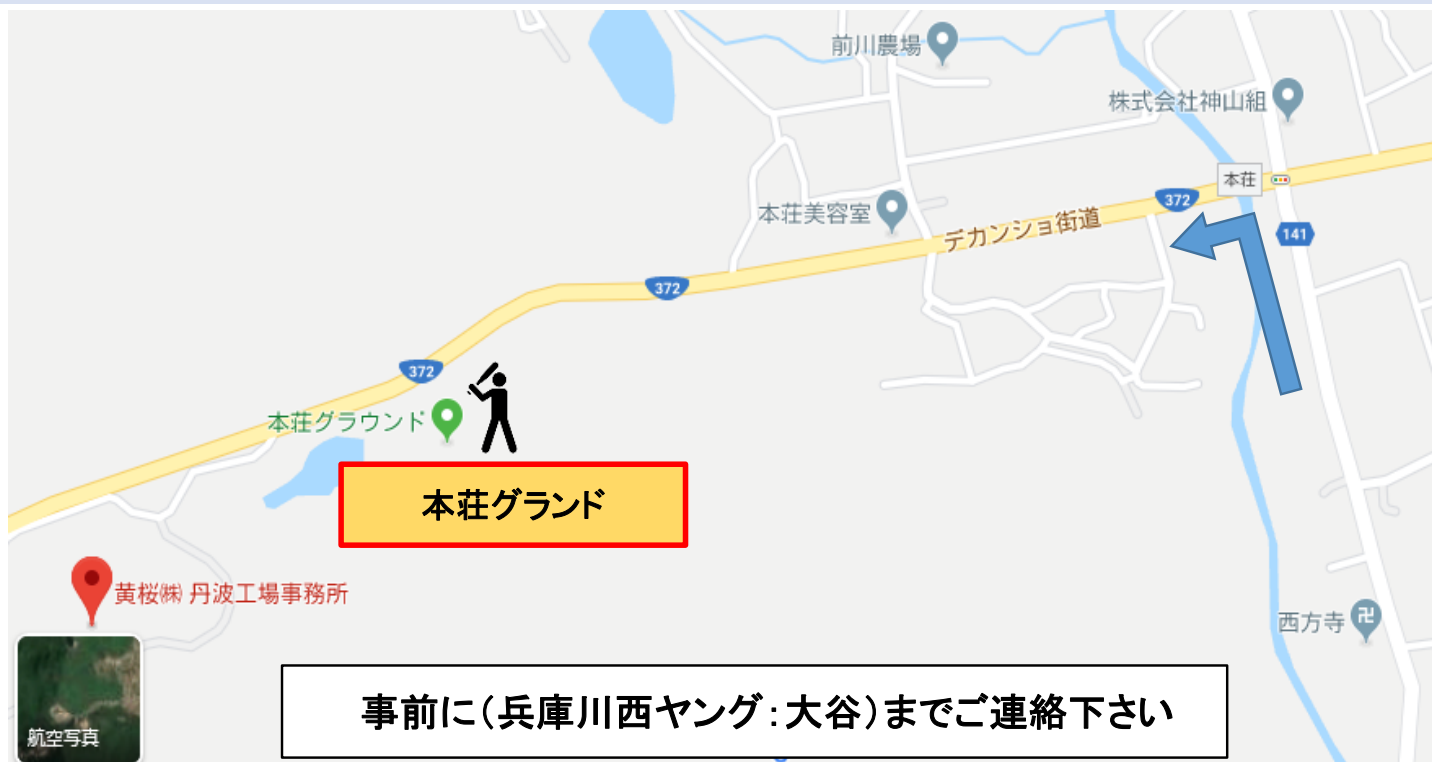 前川農場
株式会社神山組
本荘
372
本荘美容室
デカンショ街道
141
372
372
本荘グラウンド
本荘グランド
黄桜㈱ 丹波工場事務所
西方寺
卍
航空写真
事前に(兵庫川西ヤング:大谷)までご連絡下さい